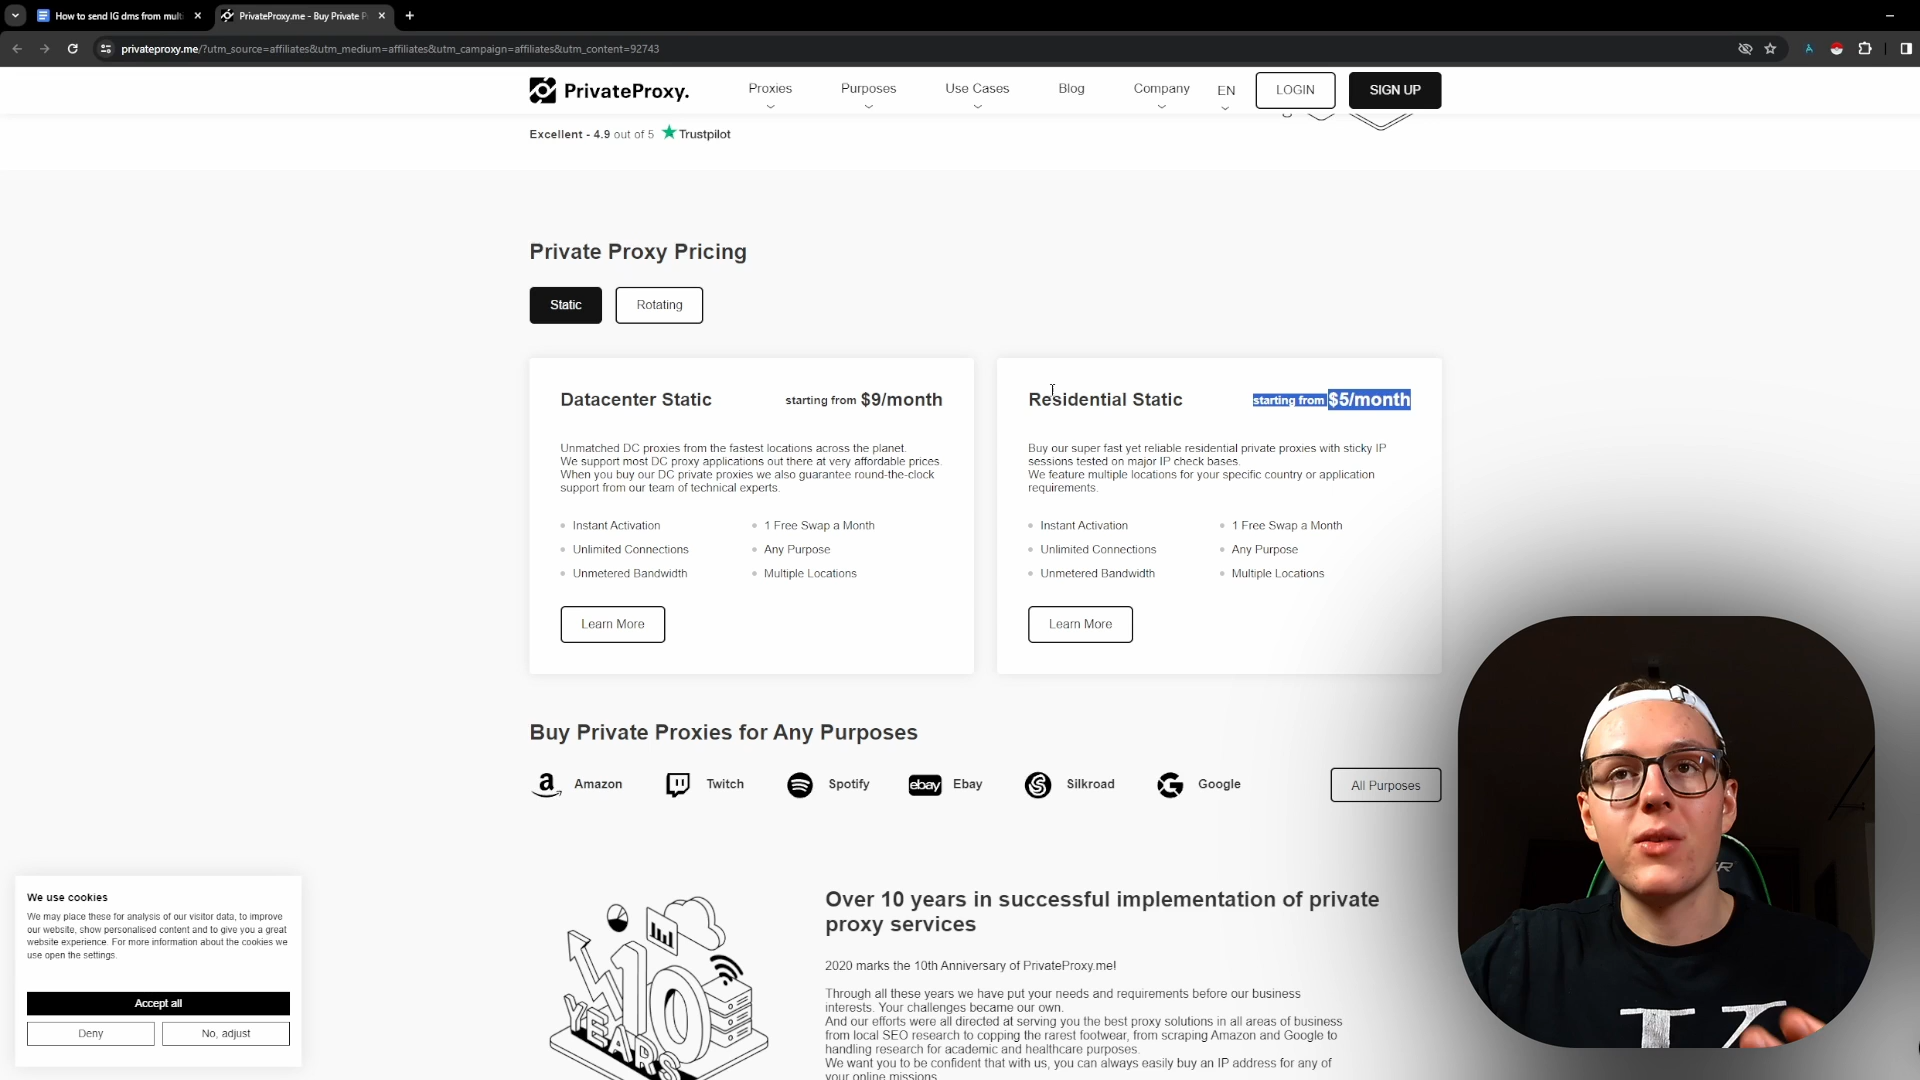 How to send IG dms from mult
PrivateProxy.me - Buy Private P
privateproxy.me/?utm_source=affiliates&utm_medium=affiliates&utm_campaign=affiliates&utm_content=92743
PrivateProxy.
Proxies
Purposes
Use Cases
Blog
Company
EN
LOGIN
SIGN UP
Excellent - 4.9 out of 5 Trustpilot
Private Proxy Pricing
Static
Rotating
Datacenter Static
starting from $9/month
Unmatched DC proxies from the fastest locations across the planet.
We support most DC proxy applications out there at very affordable prices.
When you buy our DC private proxies we also guarantee round-the-clock
support from our team of technical experts.
Instant Activation
1 Free Swap a Month
Unlimited Connections
Any Purpose
Unmetered Bandwidth
Multiple Locations
Learn More
Residential Static
starting from $5/month
Buy our super fast yet reliable residential private proxies with sticky IP
sessions tested on major IP check bases.
We feature multiple locations for your specific country or application
requirements.
Instant Activation
1 Free Swap a Month
Unlimited Connections
Any Purpose
Unmetered Bandwidth
Multiple Locations
Learn More
Buy Private Proxies for Any Purposes
Amazon
Twitch
Spotify
ebay
Ebay
Silkroad
Google
All Purposes
10
YEARS
Over 10 years in successful implementation of private
proxy services
2020 marks the 10th Anniversary of PrivateProxy.me!
Through all these years we have put your needs and requirements before our business
interests. Your challenges became our own.
And our efforts were all directed at serving you the best proxy solutions in all areas of business
from local SEO research to copping the rarest footwear, from scraping Amazon and Google to
handling research for academic and healthcare purposes.
We want you to be confident that with us, you can always easily buy an IP address for any of
your online missions.
We use cookies
We may place these for analysis of our visitor data, to improve
our website, show personalised content and to give you a great
website experience. For more information about the cookies we
use open the settings.
Accept all
Deny
No, adjust